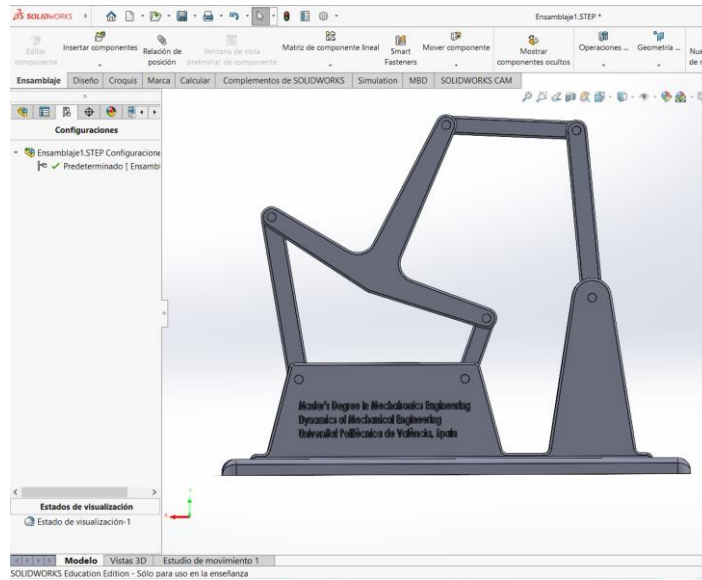 SOLIDWORKS
Ensamblaje1.STEP *
Editar componente
Insertar componentes
Relación de posición
Ventana de vista preliminar de componente
Matriz de componente lineal
Smart Fasteners
Mover componente
Mostrar componentes ocultos
Operaciones ...
Geometría ...
Nue
de r
Ensamblaje Diseño Croquis Marca Calcular Complementos de SOLIDWORKS Simulation MBD SOLIDWORKS CAM
Configuraciones
Ensamblaje1.STEP Configuracione
Predeterminado [ Ensambl
Master's Degree in Mechatronics Engineering
Dynamics of Mechanical Engineering
Universitat Politècnica de València, Spain
Estados de visualización
Estado de visualización-1
Modelo Vistas 3D Estudio de movimiento 1
SOLIDWORKS Education Edition - Sólo para uso en la enseñanza